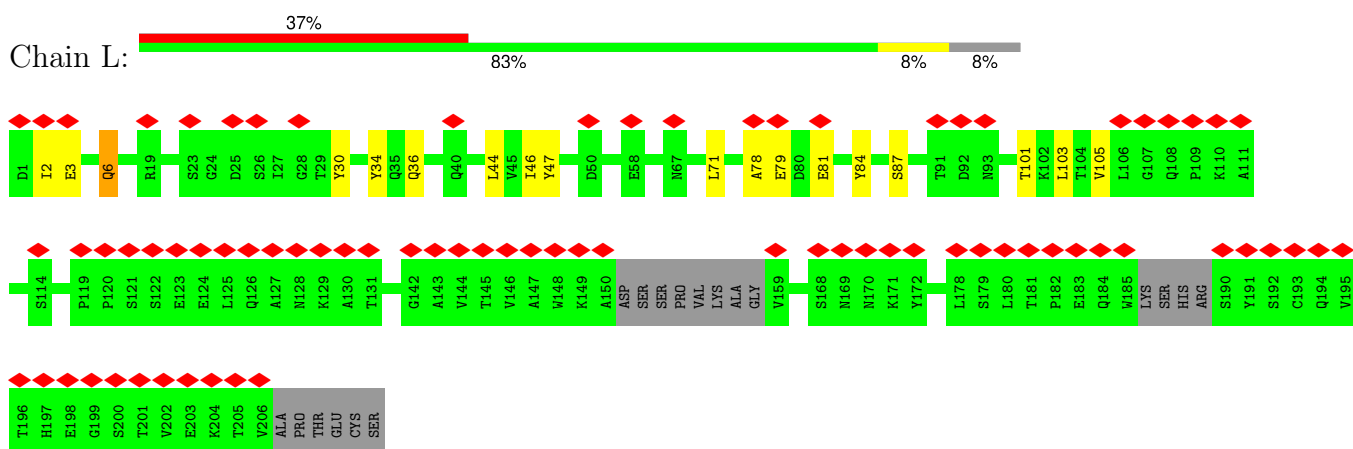 37%
Chain L:
83% 8% 8%
D1 I2 E3 Q6 R19 S23 G24 D25 S26 I27 G28 T29 Y30 Y34 Q35 Q36 Q40 L44 V45 I46 Y47 D50 E58 N67 L71 A78 E79 D80 E81 Y84 S87 T91 D92 N93 T101 K102 L103 T104 V105 L106 G107 Q108 P109 K110 A111
S114 P119 P120 S121 S122 E123 E124 L125 Q126 A127 N128 K129 A130 T131 G142 A143 V144 T145 V146 A147 W148 K149 A150 ASP SER SER PRO VAL LYS ALA GLY V159 S168 N169 N170 K171 Y172 L178 S179 L180 T181 P182 E183 Q184 W185 LYS SER HIS ARG S190 Y191 S192 C193 Q194 V195
T196 H197 E198 G199 S200 T201 V202 E203 K204 T205 V206 ALA PRO THR GLU CYS SER